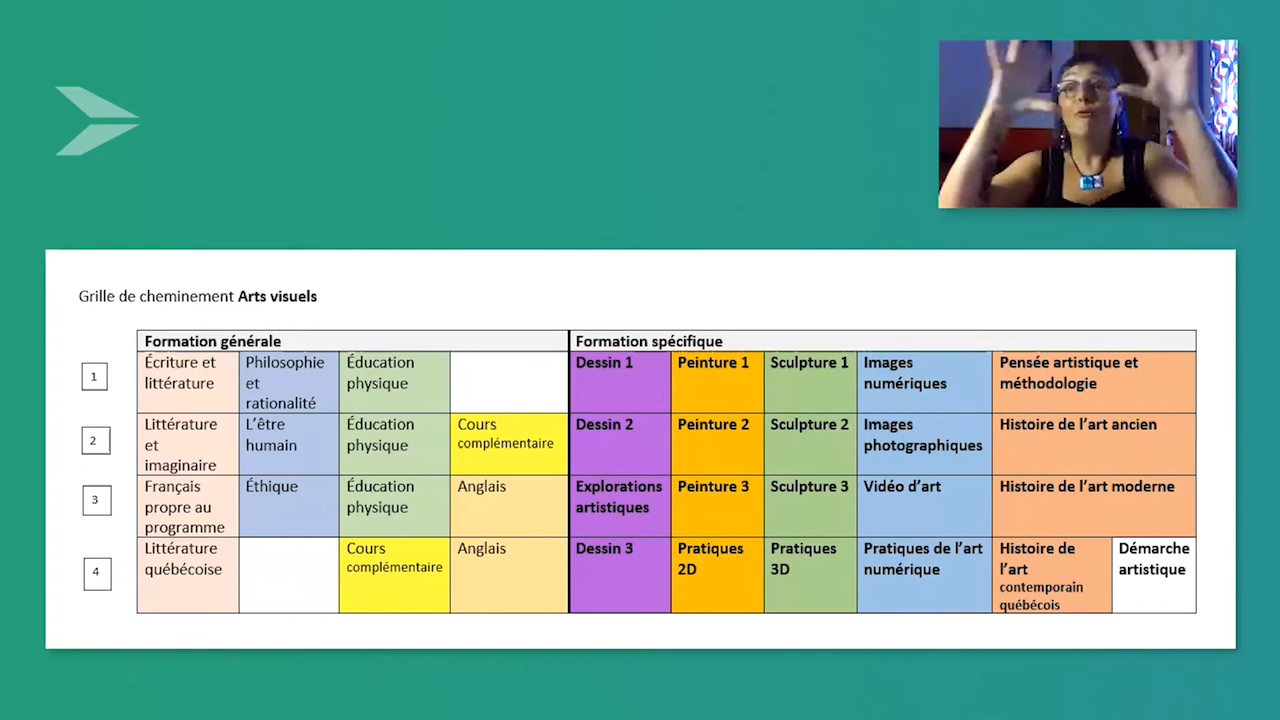 Grille de cheminement Arts visuels
Formation générale
Formation spécifique
1
Écriture et
littérature
Philosophie
et
rationalité
Éducation
physique
Dessin 1
Peinture 1
Sculpture 1
Images
numériques
Pensée artistique et
méthodologie
2
Littérature
et
imaginaire
L'être
humain
Éducation
physique
Cours
complémentaire
Dessin 2
Peinture 2
Sculpture 2
Images
photographiques
Histoire de l'art ancien
3
Français
propre au
programme
Éthique
Éducation
physique
Anglais
Explorations
artistiques
Peinture 3
Sculpture 3
Vidéo d'art
Histoire de l'art moderne
4
Littérature
québécoise
Cours
complémentaire
Anglais
Dessin 3
Pratiques
2D
Pratiques
3D
Pratiques de l'art
numérique
Histoire de
l'art
contemporain
québécois
Démarche
artistique